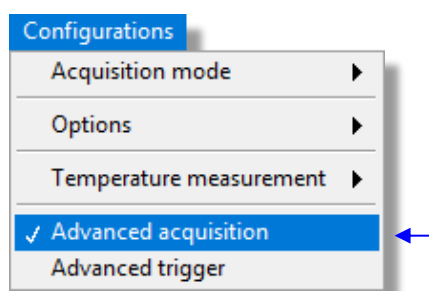 Configurations
Acquisition mode
Options
Temperature measurement
Advanced acquisition
Advanced trigger